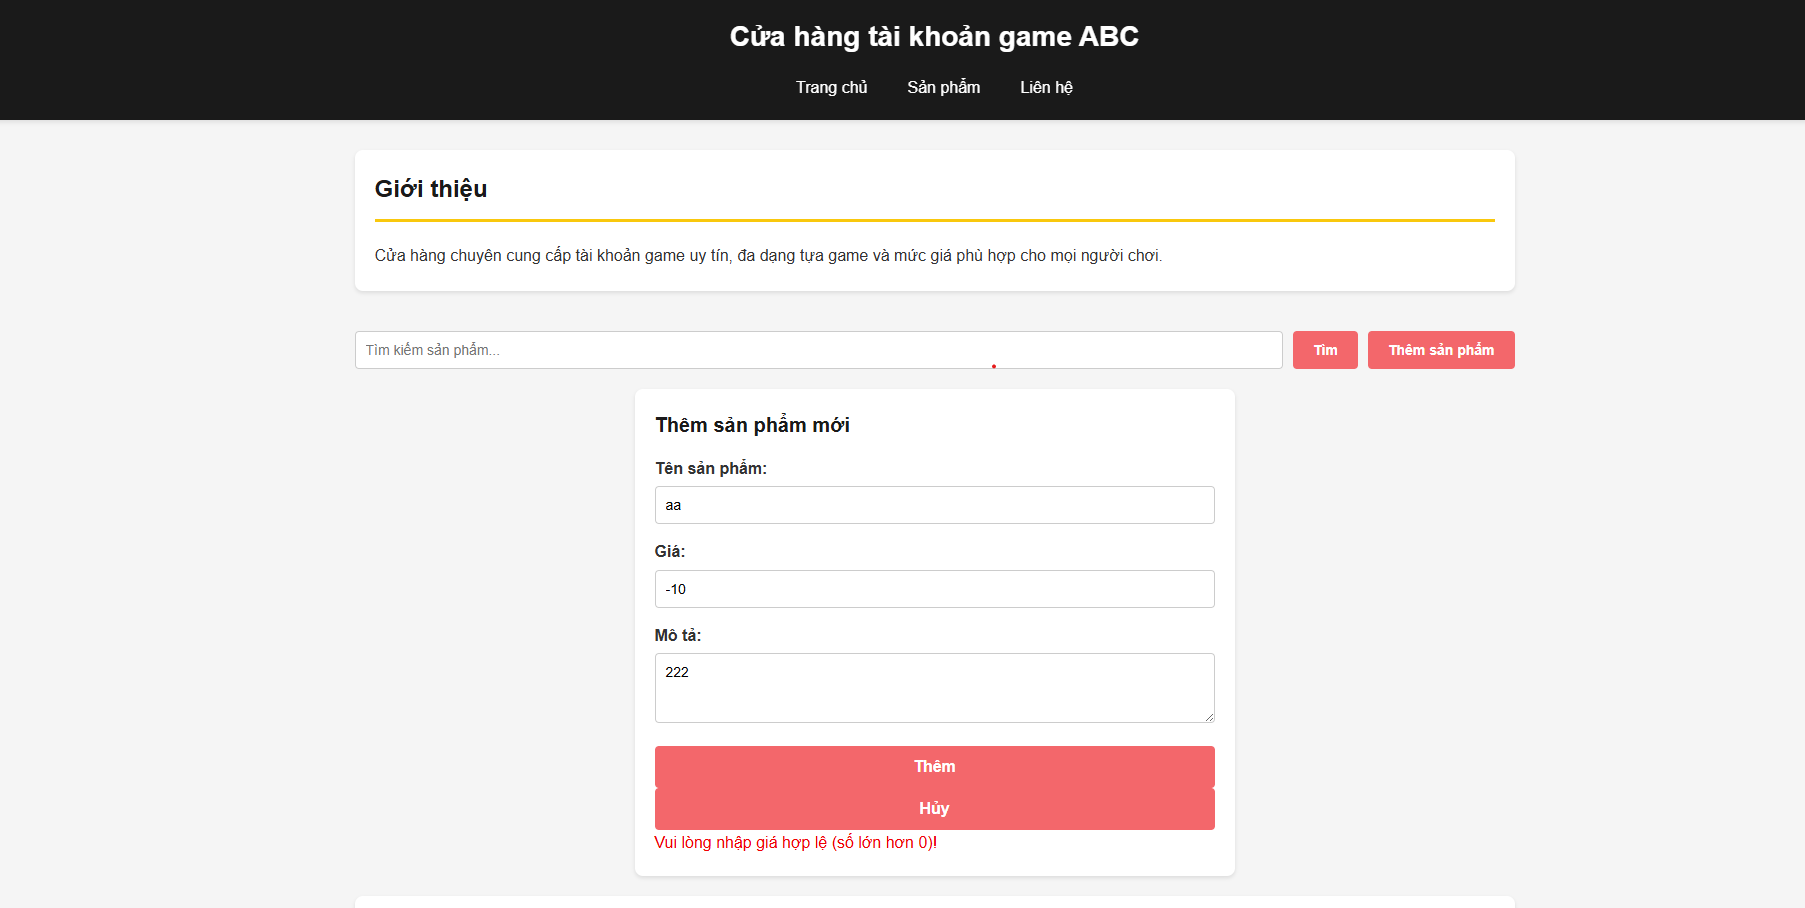 Cửa hàng tài khoản game ABC
Trang chủ Sản phẩm Liên hệ
Giới thiệu
Cửa hàng chuyên cung cấp tài khoản game uy tín, đa dạng tựa game và mức giá phù hợp cho mọi người chơi.
Tìm kiếm sản phẩm... Tìm Thêm sản phẩm
Thêm sản phẩm mới
Tên sản phẩm:
aa
Giá:
-10
Mô tả:
222
Thêm
Hủy
Vui lòng nhập giá hợp lệ (số lớn hơn 0)!